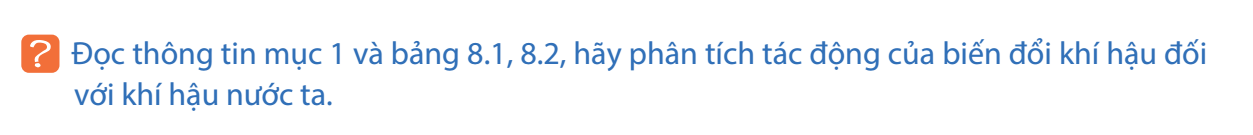 ? Đọc thông tin mục 1 và bảng 8.1, 8.2, hãy phân tích tác động của biến đổi khí hậu đối
với khí hậu nước ta.